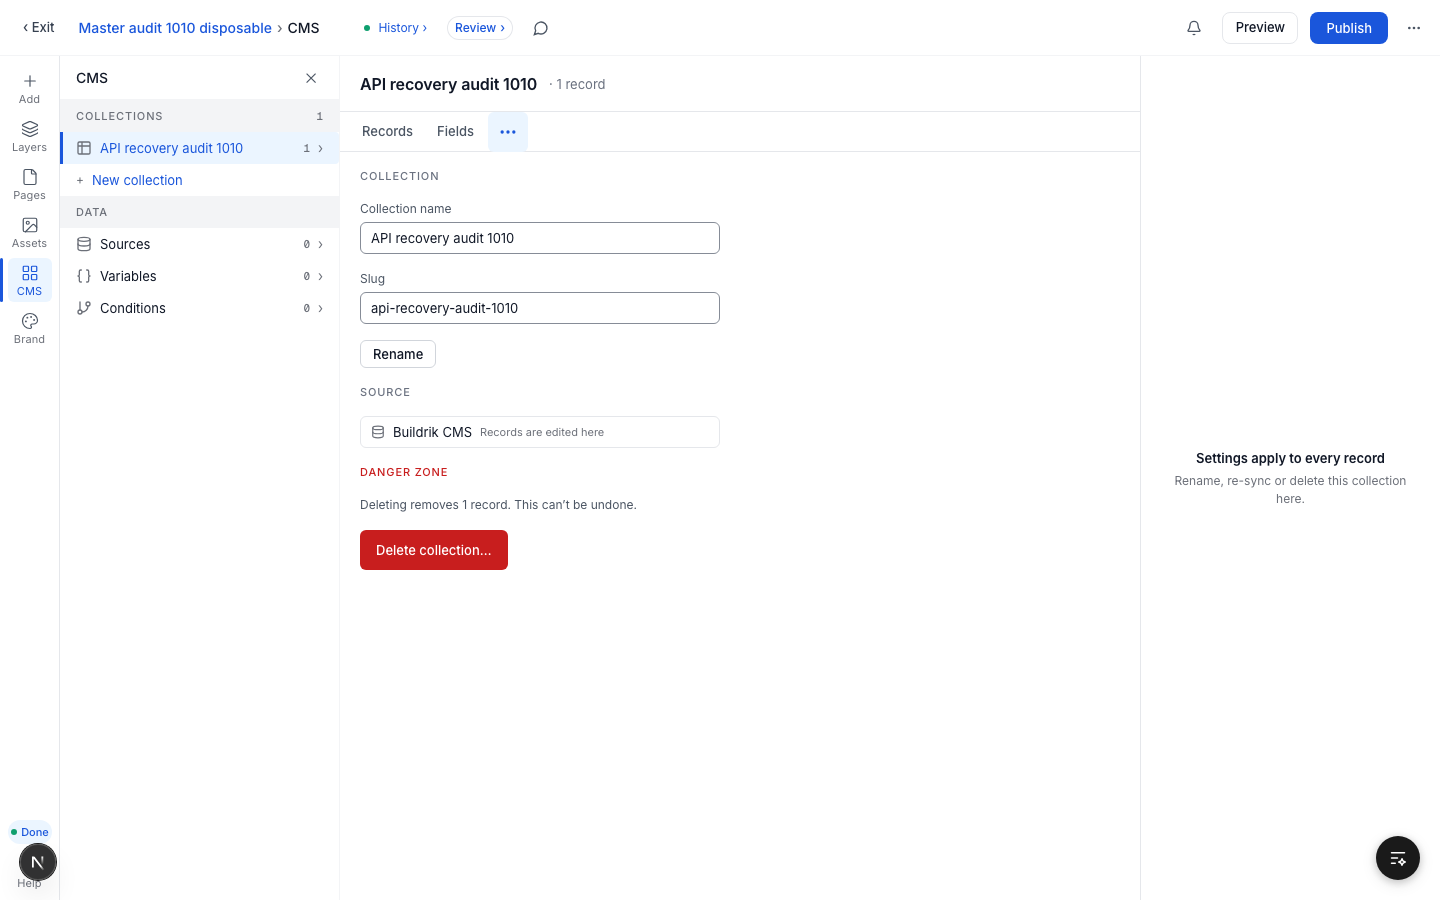 ‹ Exit
Master audit 1010 disposable › CMS
History ›
Review ›
Preview
Publish
Add
Layers
Pages
Assets
CMS
Brand
Done
N
Help
CMS
COLLECTIONS 1
API recovery audit 1010 1 ›
+ New collection
DATA
Sources 0 ›
Variables 0 ›
Conditions 0 ›
API recovery audit 1010 · 1 record
Records Fields
COLLECTION
Collection name
API recovery audit 1010
Slug
api-recovery-audit-1010
Rename
SOURCE
Buildrik CMS Records are edited here
DANGER ZONE
Deleting removes 1 record. This can’t be undone.
Delete collection…
Settings apply to every record
Rename, re-sync or delete this collection
here.